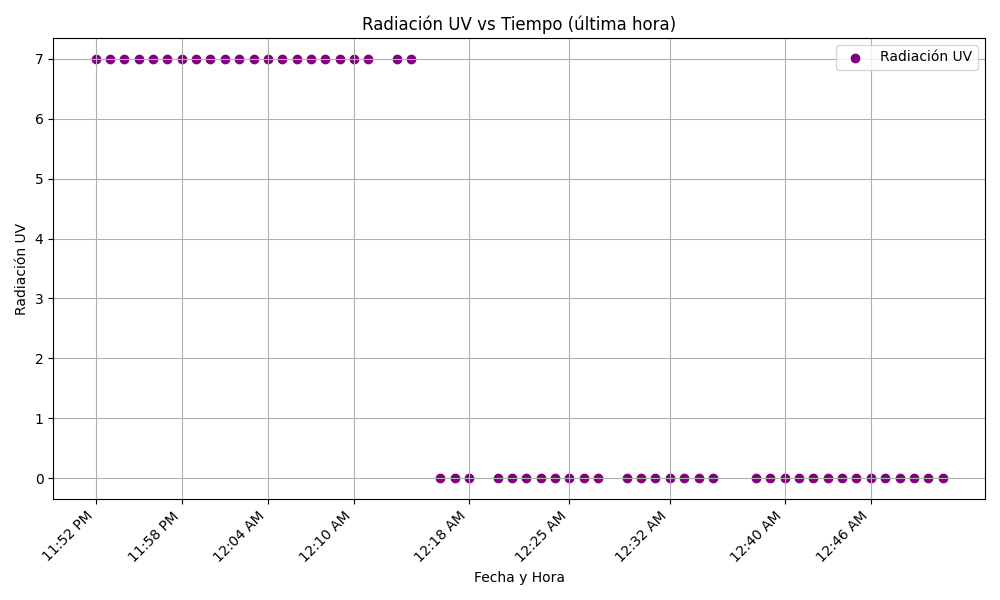 Radiación UV vs Tiempo (última hora)
Radiación UV
7
6
5
4
3
2
1
0
Radiación UV
11:52 PM
11:58 PM
12:04 AM
12:10 AM
12:18 AM
12:25 AM
12:32 AM
12:40 AM
12:46 AM
Fecha y Hora